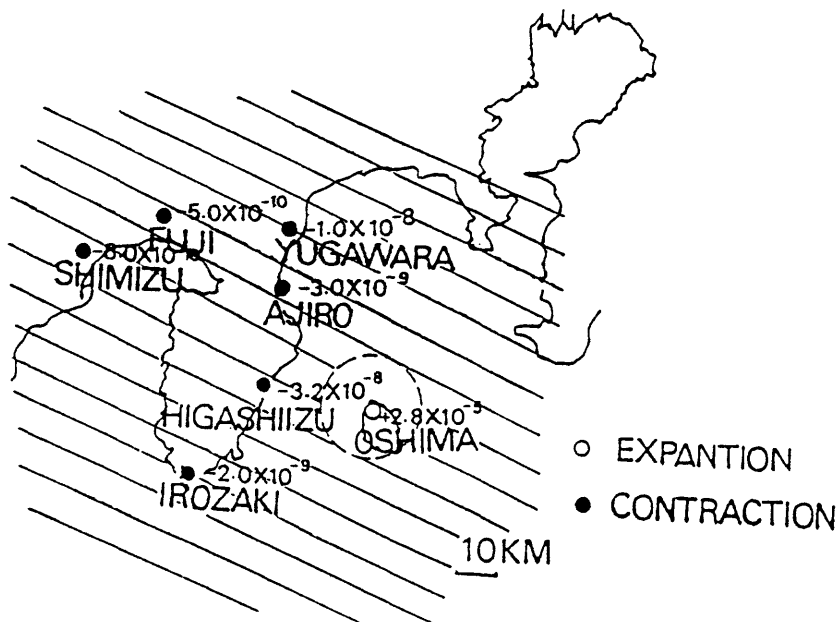 -5.0X10⁻¹⁰
FUJI
-1.0X10⁻⁸
YUGAWARA
SHIMIZU
-3.0X10⁻⁹
AJIRO
-3.2X10⁻⁸
HIGASHIIZU
+2.8X10⁻⁵
OSHIMA
-2.0X10⁻⁹
IROZAKI
○ EXPANTION
● CONTRACTION
10KM